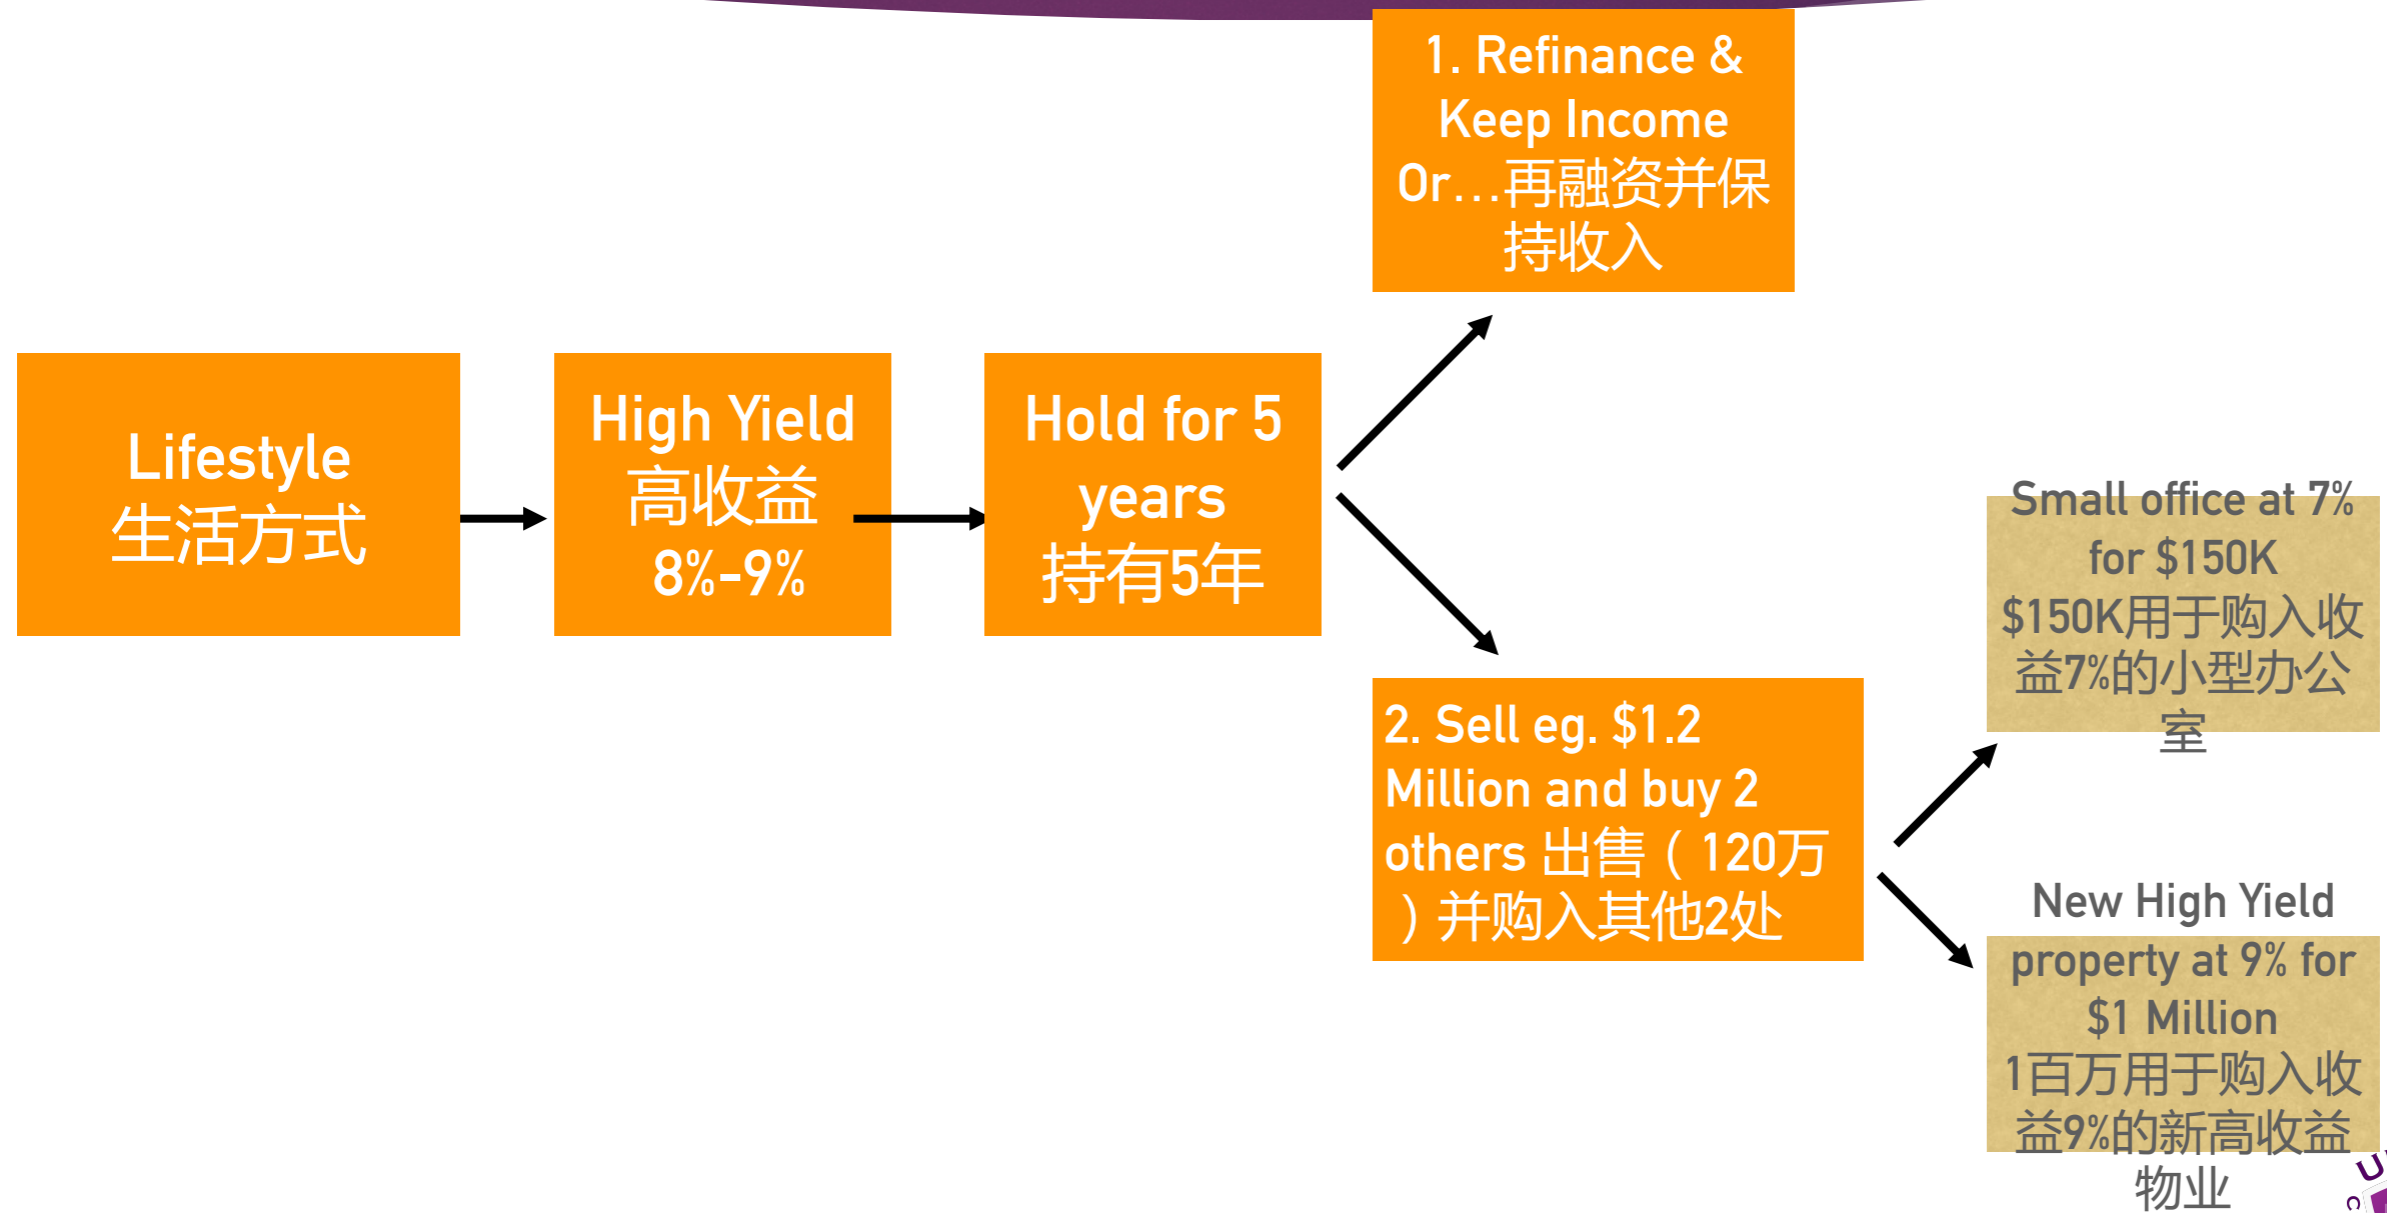 1. Refinance &
Keep Income
Or...再融资并保
持收入
Lifestyle
生活方式
High Yield
高收益
8%-9%
Hold for 5
years
持有5年
2. Sell eg. $1.2
Million and buy 2
others 出售（120万
）并购入其他2处
Small office at 7%
for $150K
$150K用于购入收
益7%的小型办公
室
New High Yield
property at 9% for
$1 Million
1百万用于购入收
益9%的新高收益
物业